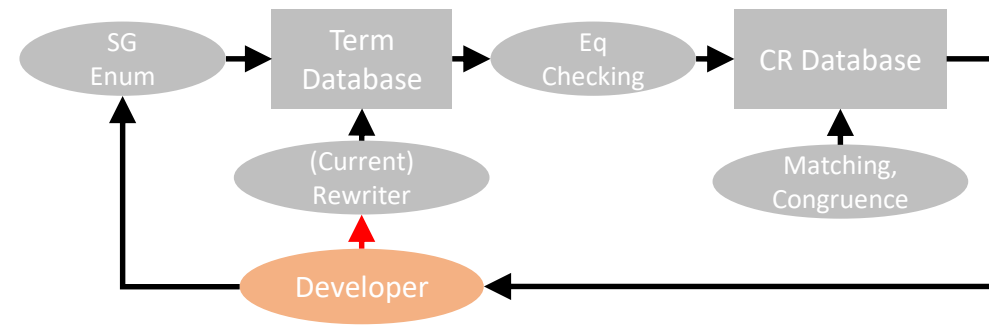 SG
Enum
Term
Database
Eq
Checking
CR Database
(Current)
Rewriter
Matching,
Congruence
Developer